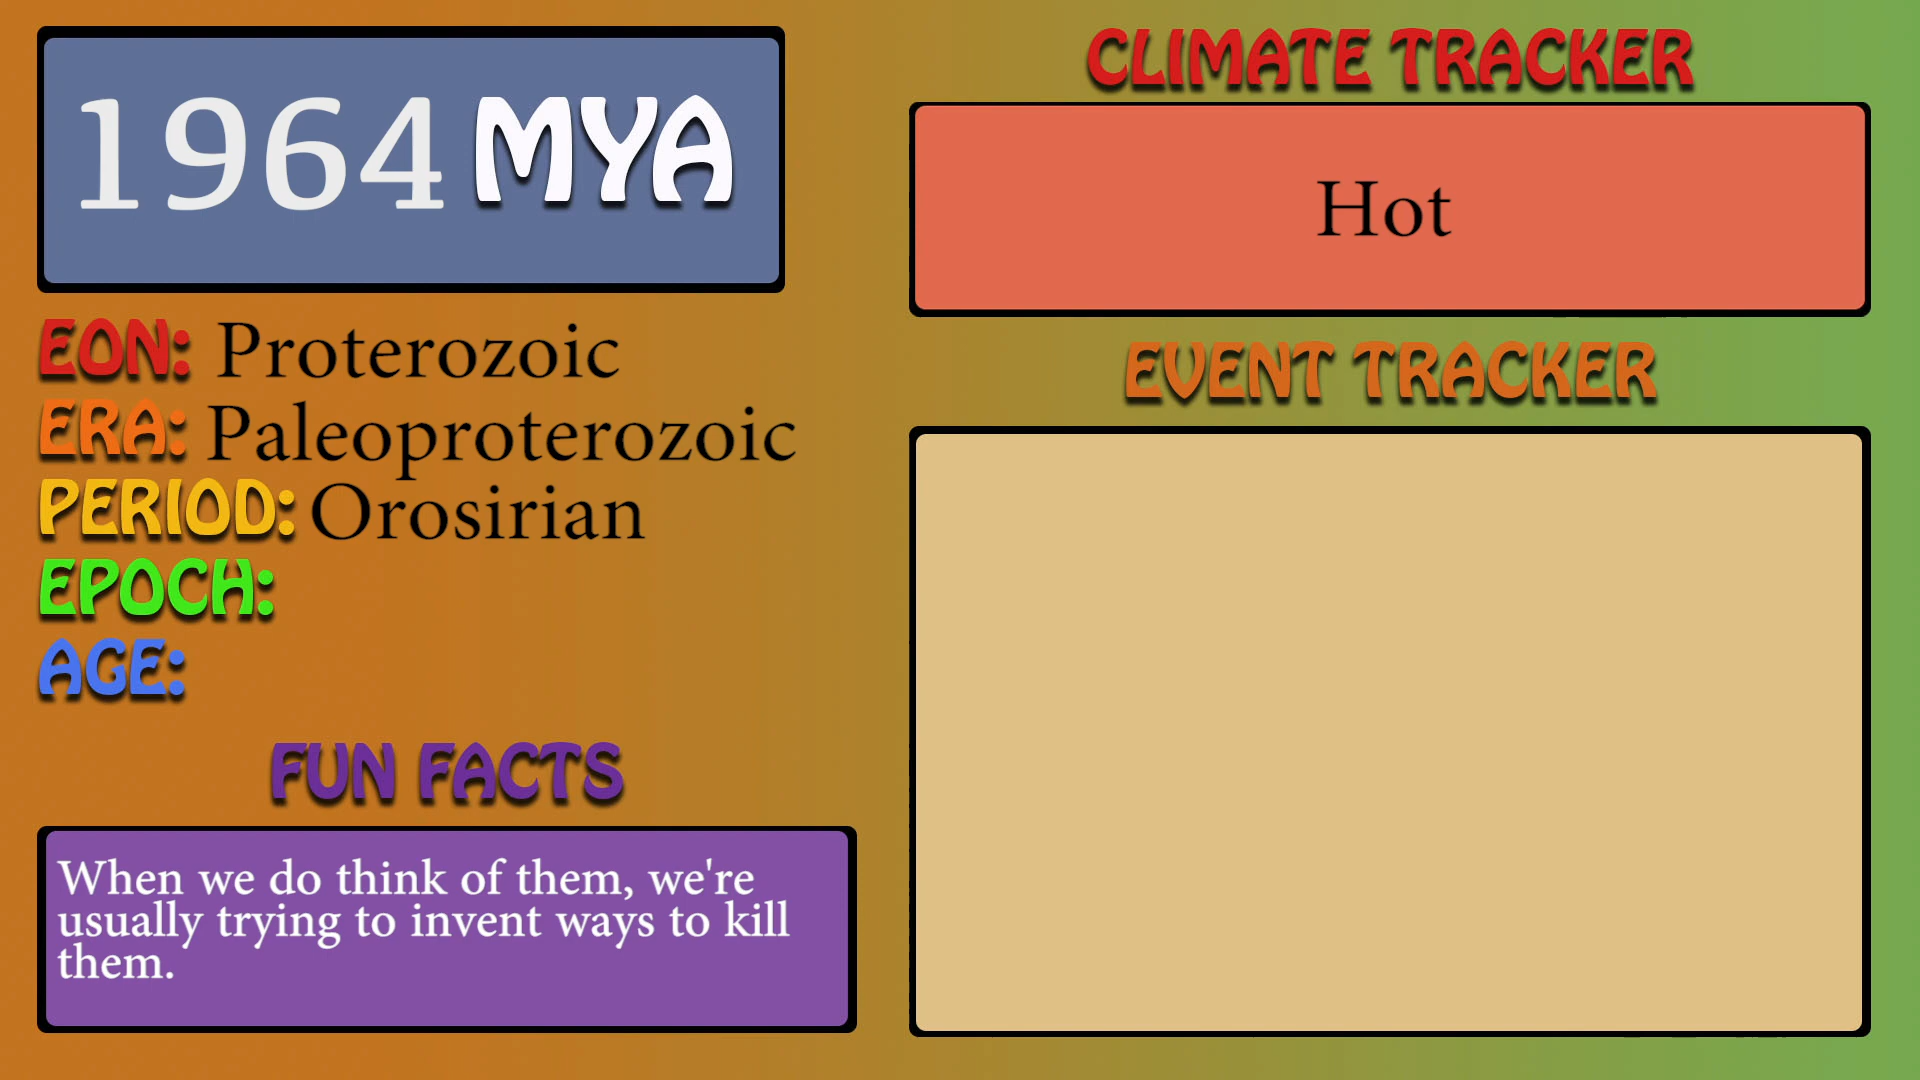 1964 MYA
EON: Proterozoic
ERA: Paleoproterozoic
PERIOD: Orosirian
EPOCH:
AGE:
FUN FACTS
When we do think of them, we're
usually trying to invent ways to kill
them.
CLIMATE TRACKER
Hot
EVENT TRACKER